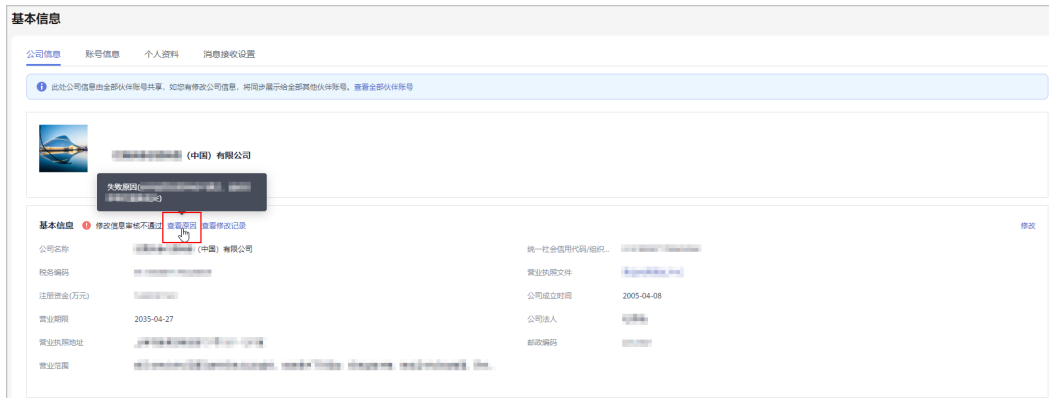 基本信息
公司信息 账号信息 个人资料 消息接收设置
此处公司信息由全部伙伴账号共享，如您有修改公司信息，将同步展示给全部其他伙伴账号。查看全部伙伴账号
（中国）有限公司
失败原因(
)
基本信息 修改信息审核不通过 查看原因 查看修改记录 修改
公司名称 （中国）有限公司 统一社会信用代码/组织...
税务编码 营业执照文件
注册资金(万元) 公司成立时间 2005-04-08
营业期限 2035-04-27 公司法人
营业执照地址 邮政编码
营业范围